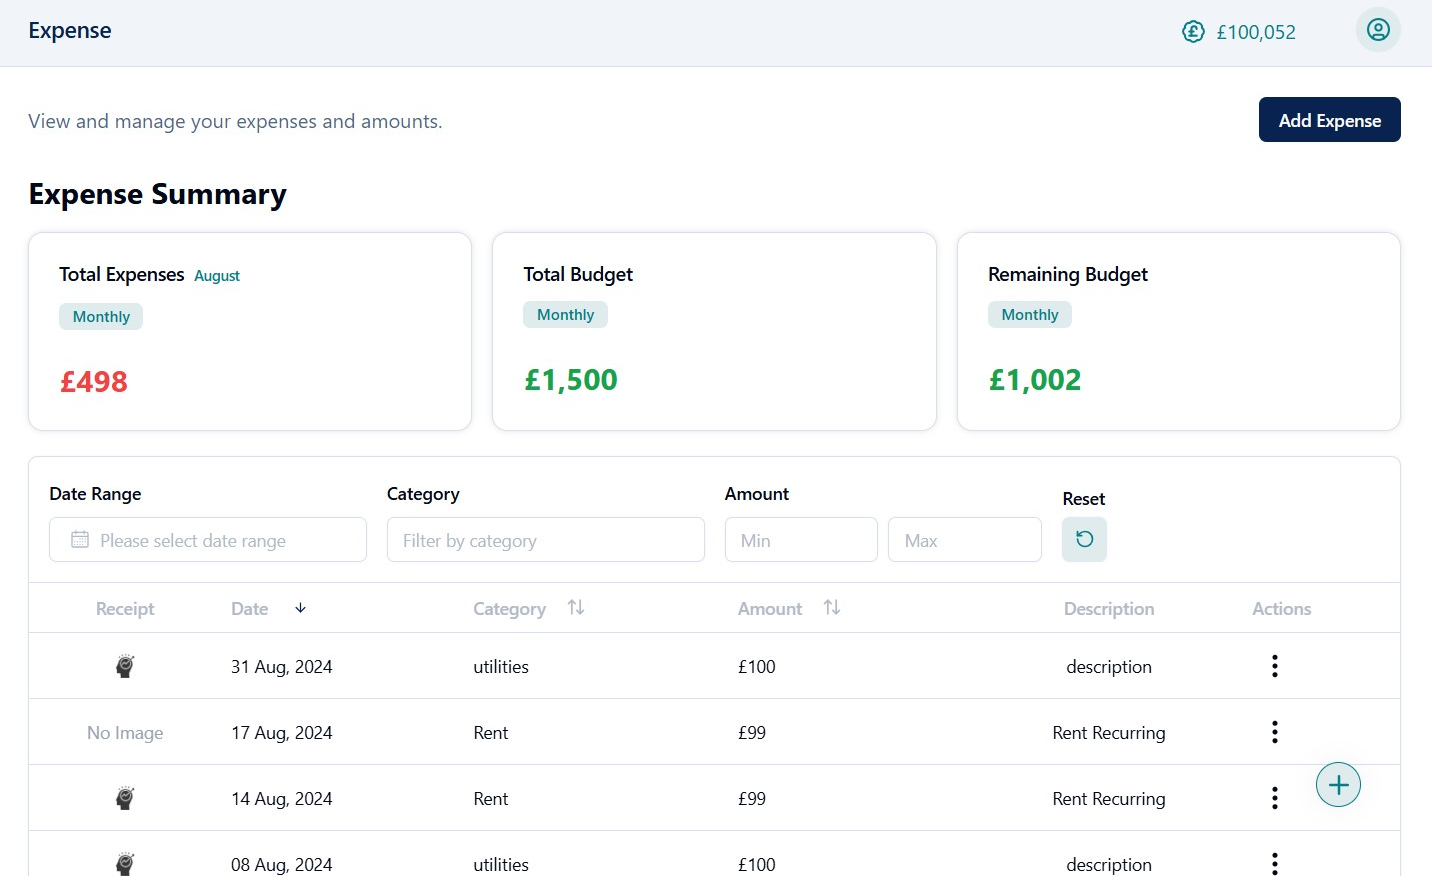 Expense
£100,052
View and manage your expenses and amounts.
Add Expense
Expense Summary
Total Expenses August
Monthly
£498
Total Budget
Monthly
£1,500
Remaining Budget
Monthly
£1,002
Date Range
Category
Amount
Reset
Please select date range
Filter by category
Min
Max
Receipt Date Category Amount Description Actions
31 Aug, 2024 utilities £100 description
No Image 17 Aug, 2024 Rent £99 Rent Recurring
14 Aug, 2024 Rent £99 Rent Recurring
08 Aug, 2024 utilities £100 description